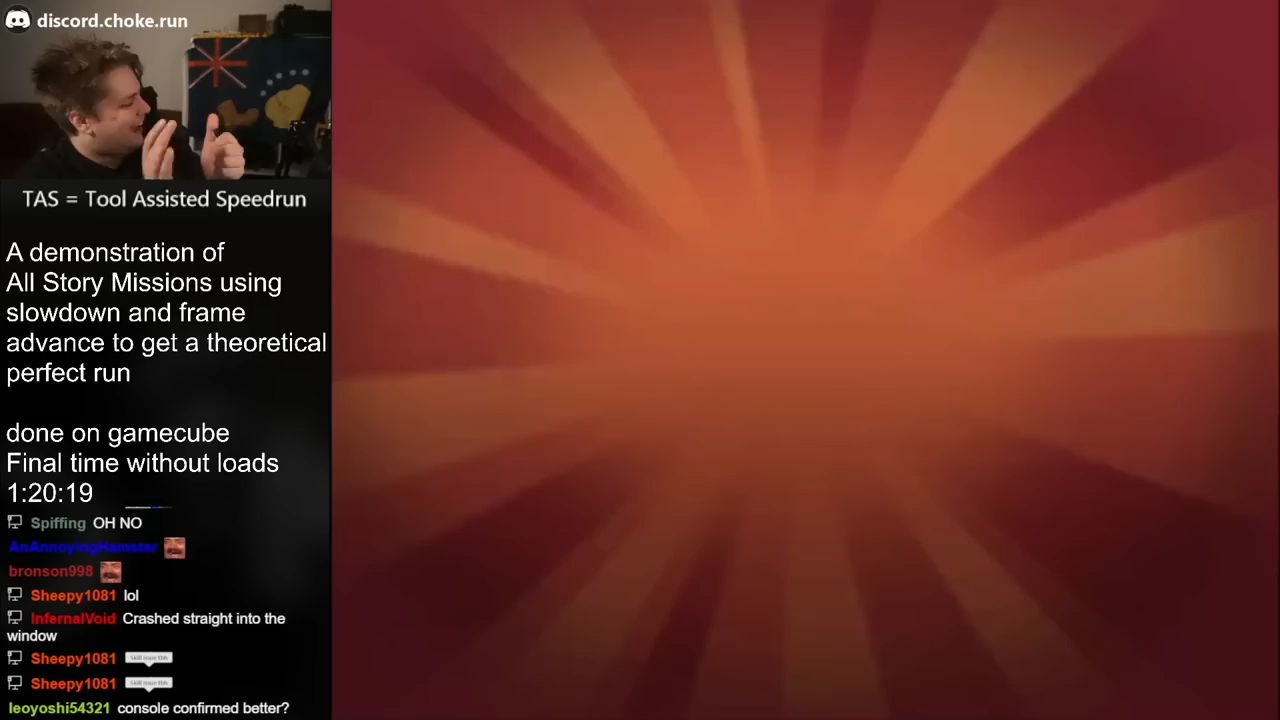 discord.choke.run
TAS = Tool Assisted Speedrun
A demonstration of
All Story Missions using
slowdown and frame
advance to get a theoretical
perfect run
done on gamecube
Final time without loads
1:20:19
Spiffing OH NO
AnAnnoyingHamster
bronson998
Sheepy1081 lol
InfernalVoid Crashed straight into the
window
Sheepy1081
Sheepy1081
leoyoshi54321 console confirmed better?